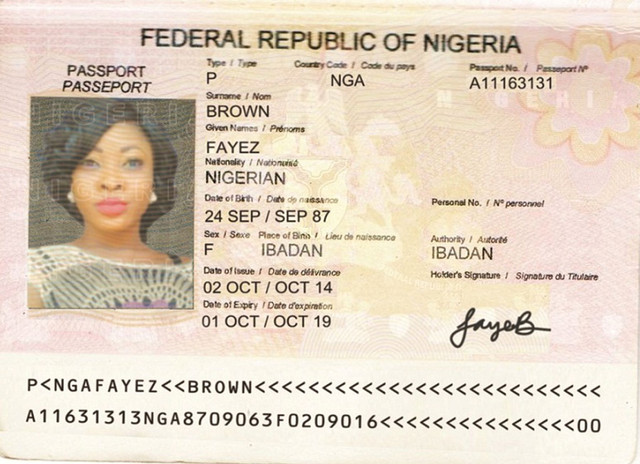 FEDERAL REPUBLIC OF NIGERIA
PASSPORT
PASSEPORT
Type / Type Country Code / Code du pays Passport No. / Passeport Nº
P NGA A11163131
Surname / Nom
BROWN
Given Names / Prénoms
FAYEZ
Nationality / Nationuisé
NIGERIAN
Date of Birth / Date de naissance Personal No. / Nº personnel
24 SEP / SEP 87
Sex / Sexe Place of Birth / Lieu de naissance Authority / Autorité
F IBADAN IBADAN
Date of Issue / Date de délivrance Holder's Signature / Signature du Titulaire
02 OCT / OCT 14
Date of Expiry / Date d'expiration
01 OCT / OCT 19
FayeB
P<NGAFAYEZ<<BROWN<<<<<<<<<<<<<<<<<<<<<<<<<<
A11631313NGA8709063F0209016<<<<<<<<<<<<<<<00